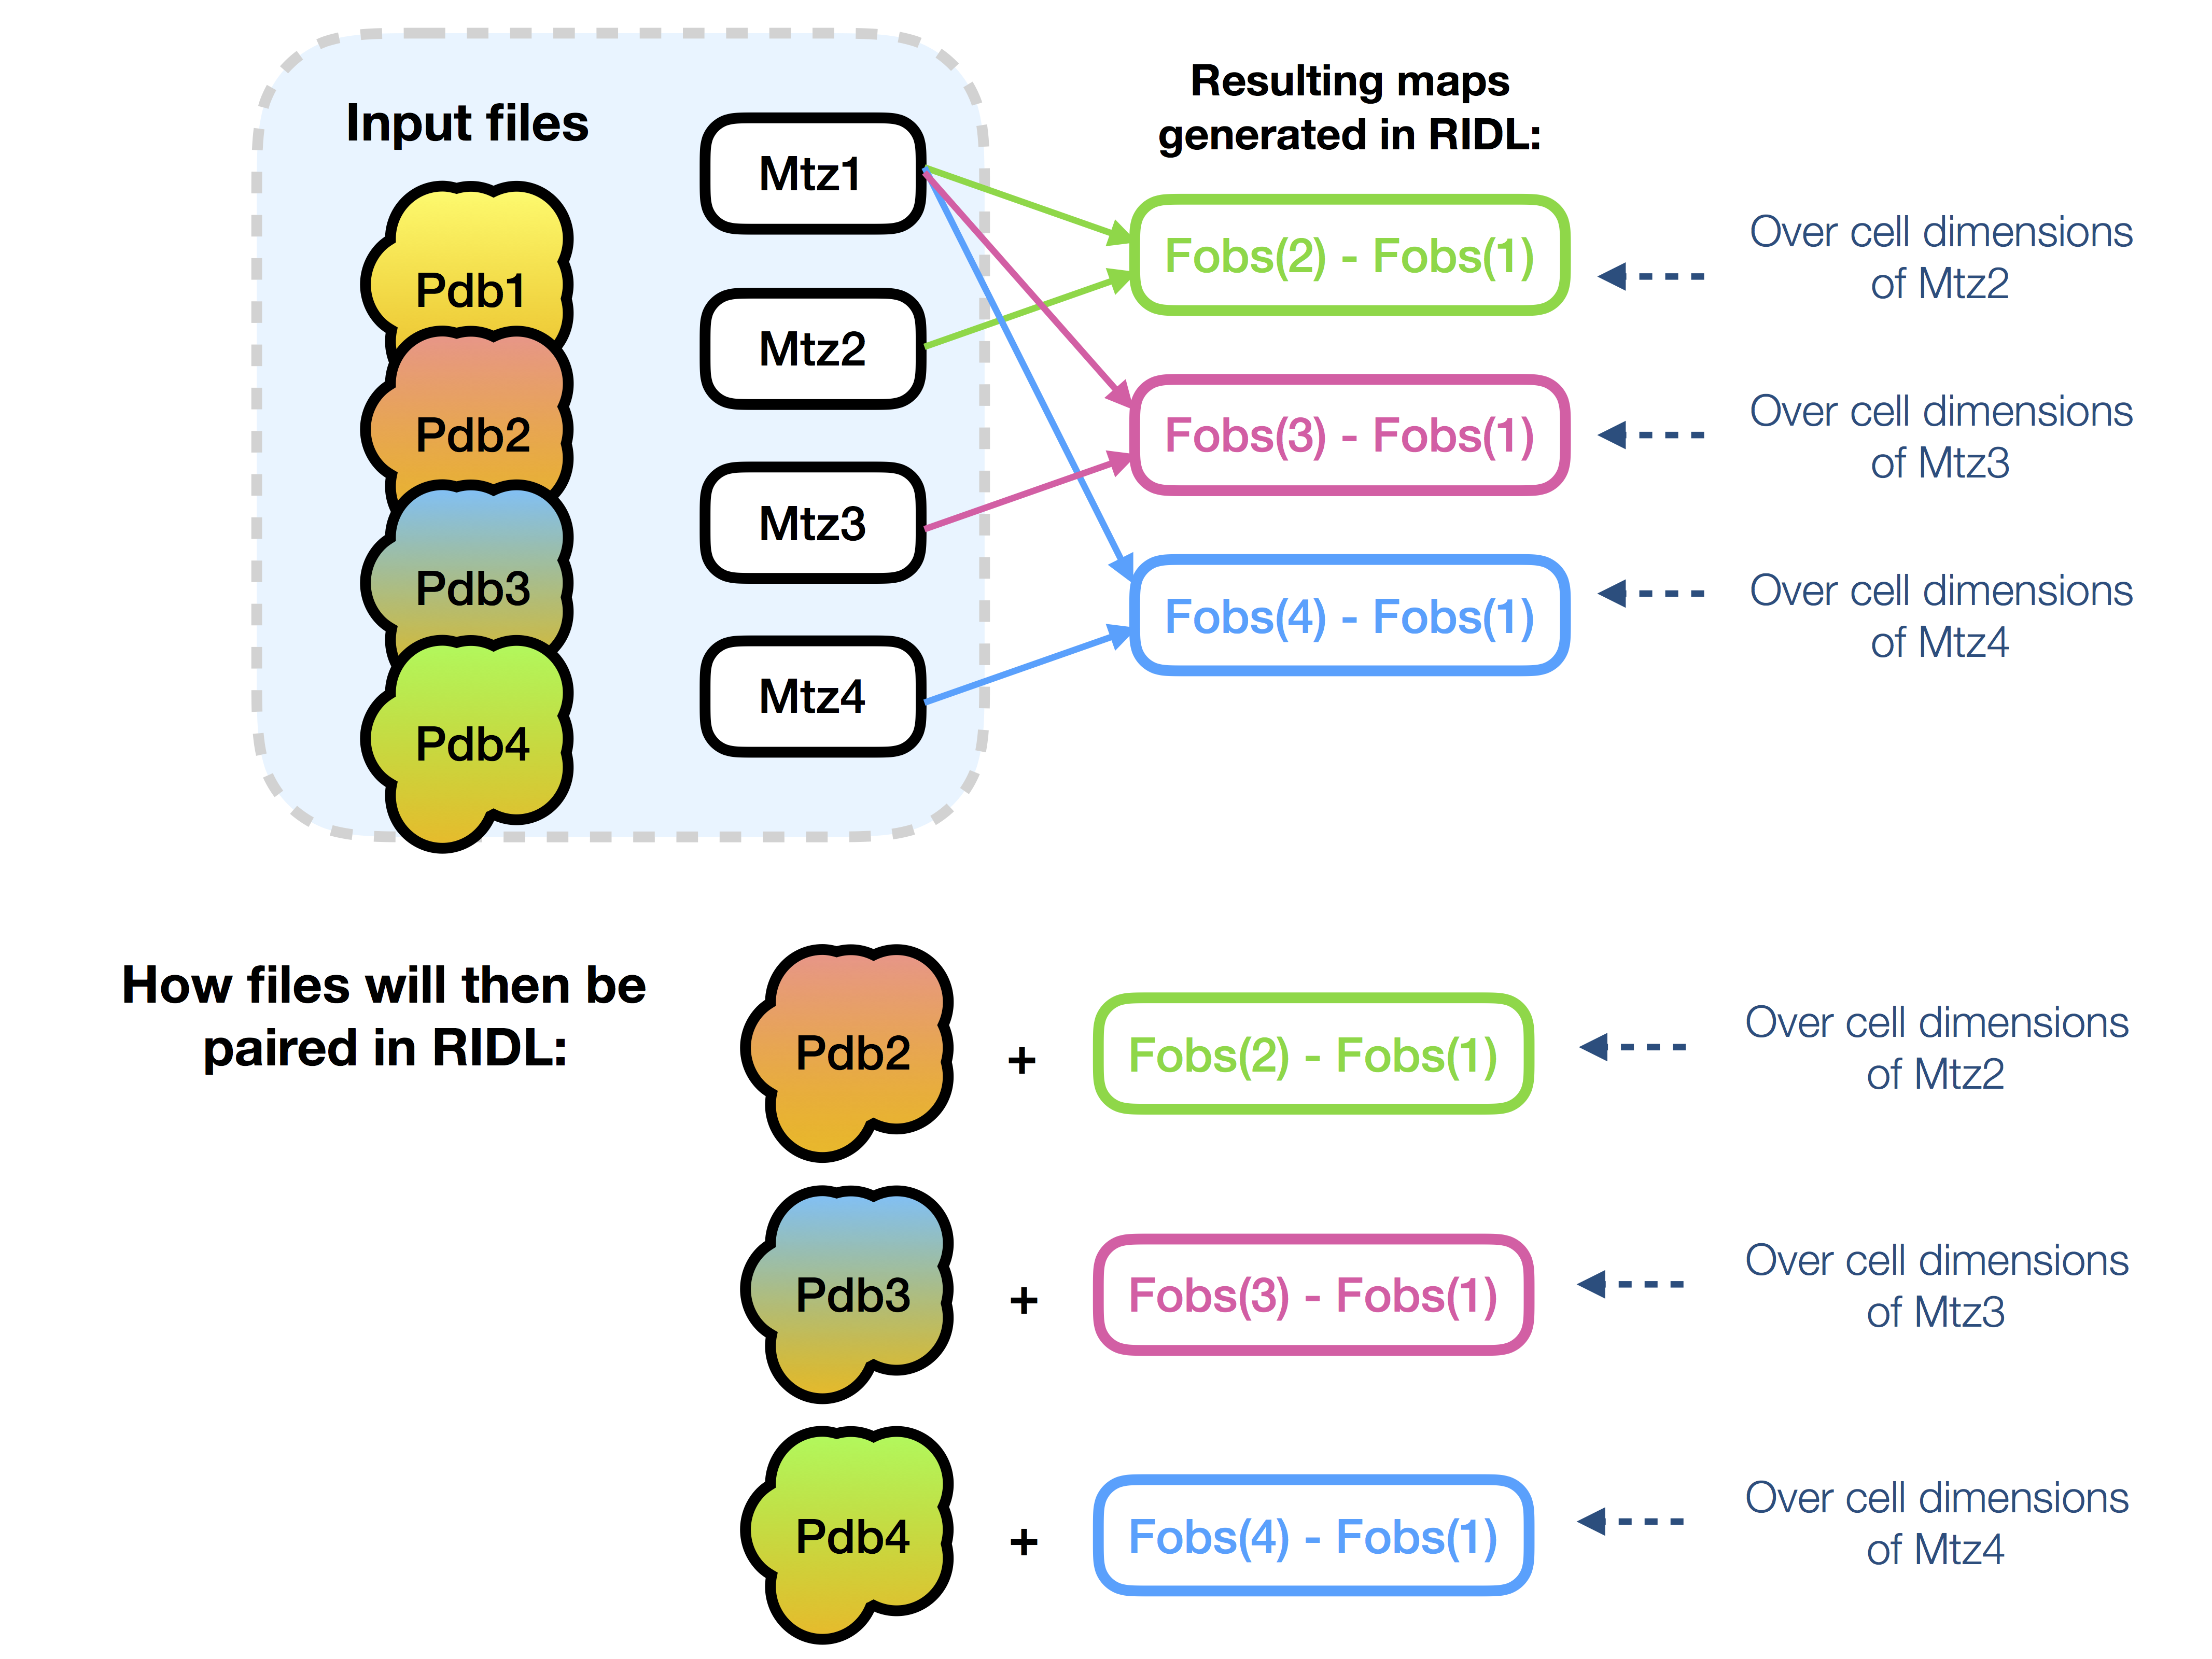 Input files
Pdb1
Pdb2
Pdb3
Pdb4
Mtz1
Mtz2
Mtz3
Mtz4
Resulting maps
generated in RIDL:
Fobs(2) - Fobs(1)
Over cell dimensions
of Mtz2
Fobs(3) - Fobs(1)
Over cell dimensions
of Mtz3
Fobs(4) - Fobs(1)
Over cell dimensions
of Mtz4
How files will then be
paired in RIDL:
Pdb2 + Fobs(2) - Fobs(1)
Over cell dimensions
of Mtz2
Pdb3 + Fobs(3) - Fobs(1)
Over cell dimensions
of Mtz3
Pdb4 + Fobs(4) - Fobs(1)
Over cell dimensions
of Mtz4